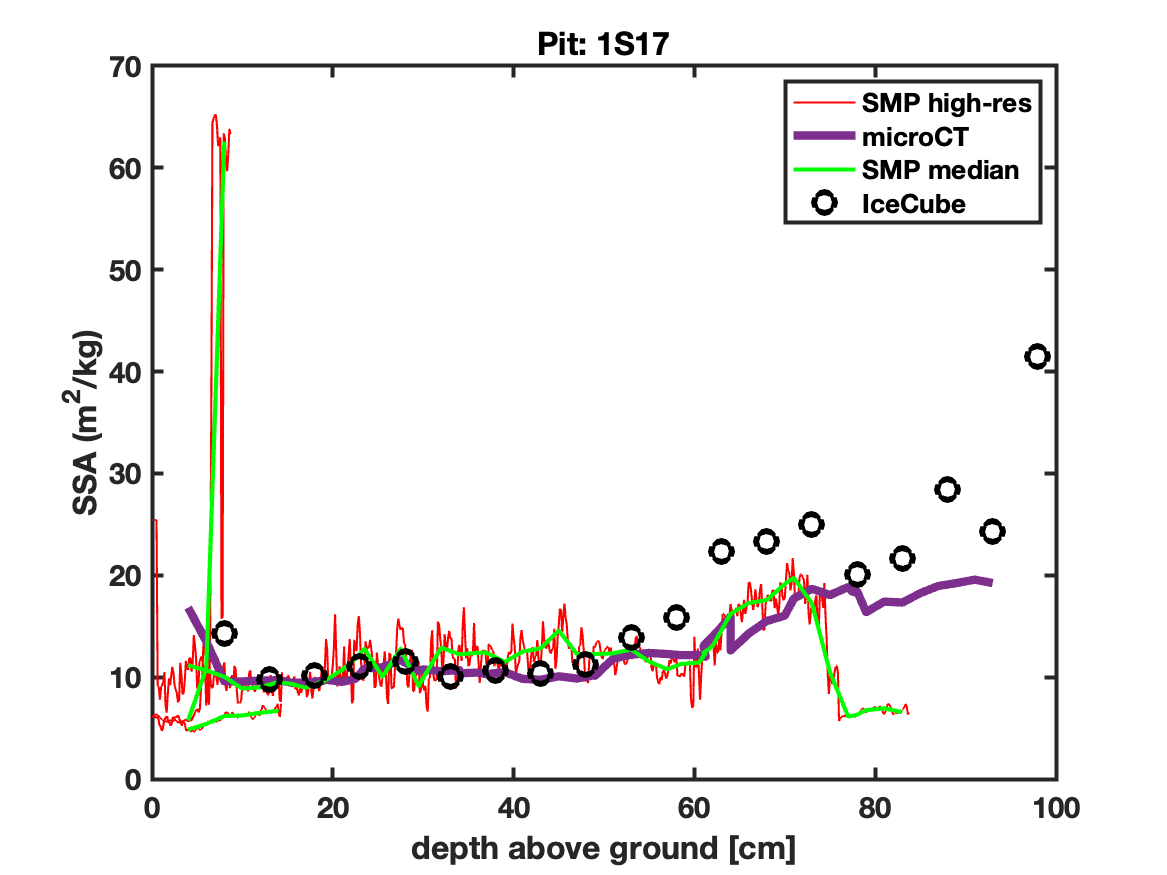 Pit: 1S17
SMP high-res
microCT
SMP median
IceCube
SSA (m²/kg)
70
60
50
40
30
20
10
0
0 20 40 60 80 100
depth above ground [cm]